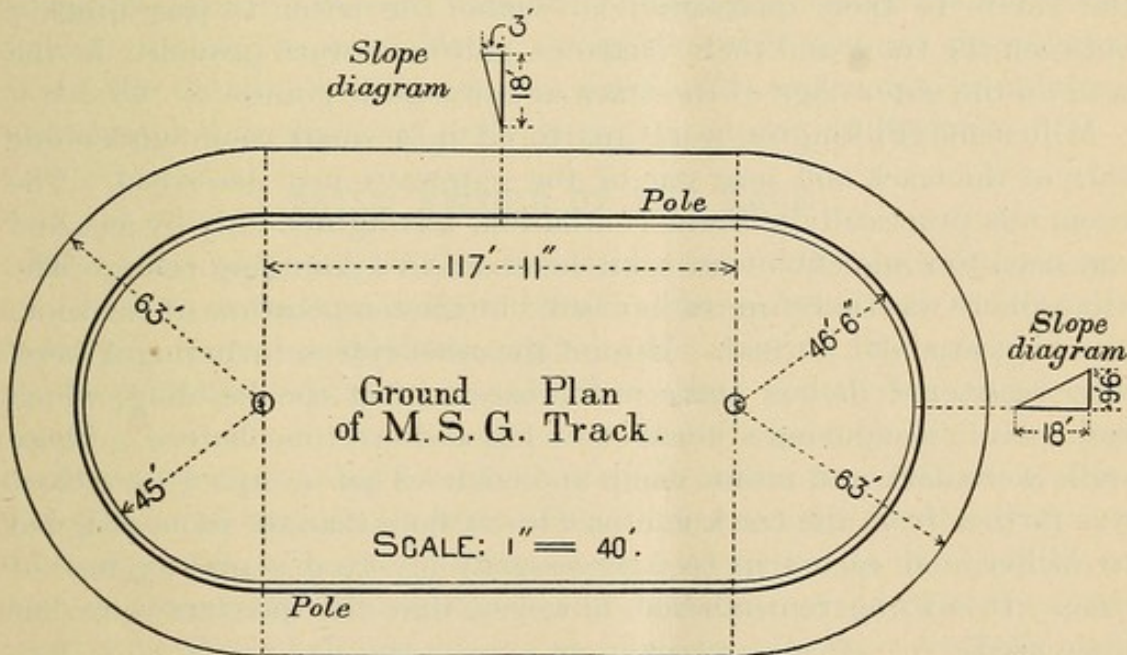 Slope
diagram
3'
18'
Pole
117'-11"
63'
46'-6"
Slope
diagram
9'6"
18'
Ground Plan
of M.S.G. Track
45'
63'
SCALE: 1" = 40'.
Pole